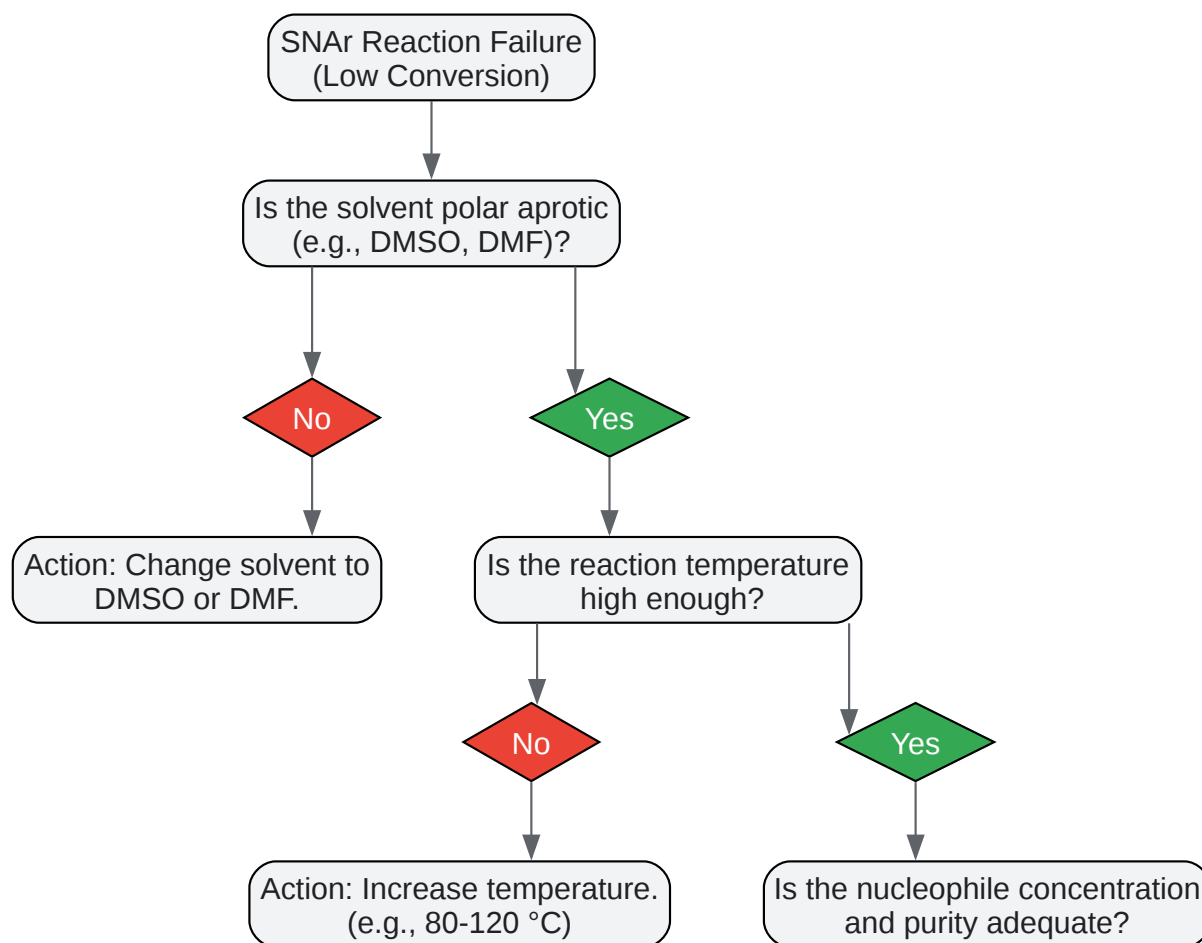 SNAr Reaction Failure
(Low Conversion)
Is the solvent polar aprotic
(e.g., DMSO, DMF)?
No
Yes
Action: Change solvent to
DMSO or DMF.
Is the reaction temperature
high enough?
No
Yes
Action: Increase temperature.
(e.g., 80-120 °C)
Is the nucleophile concentration
and purity adequate?